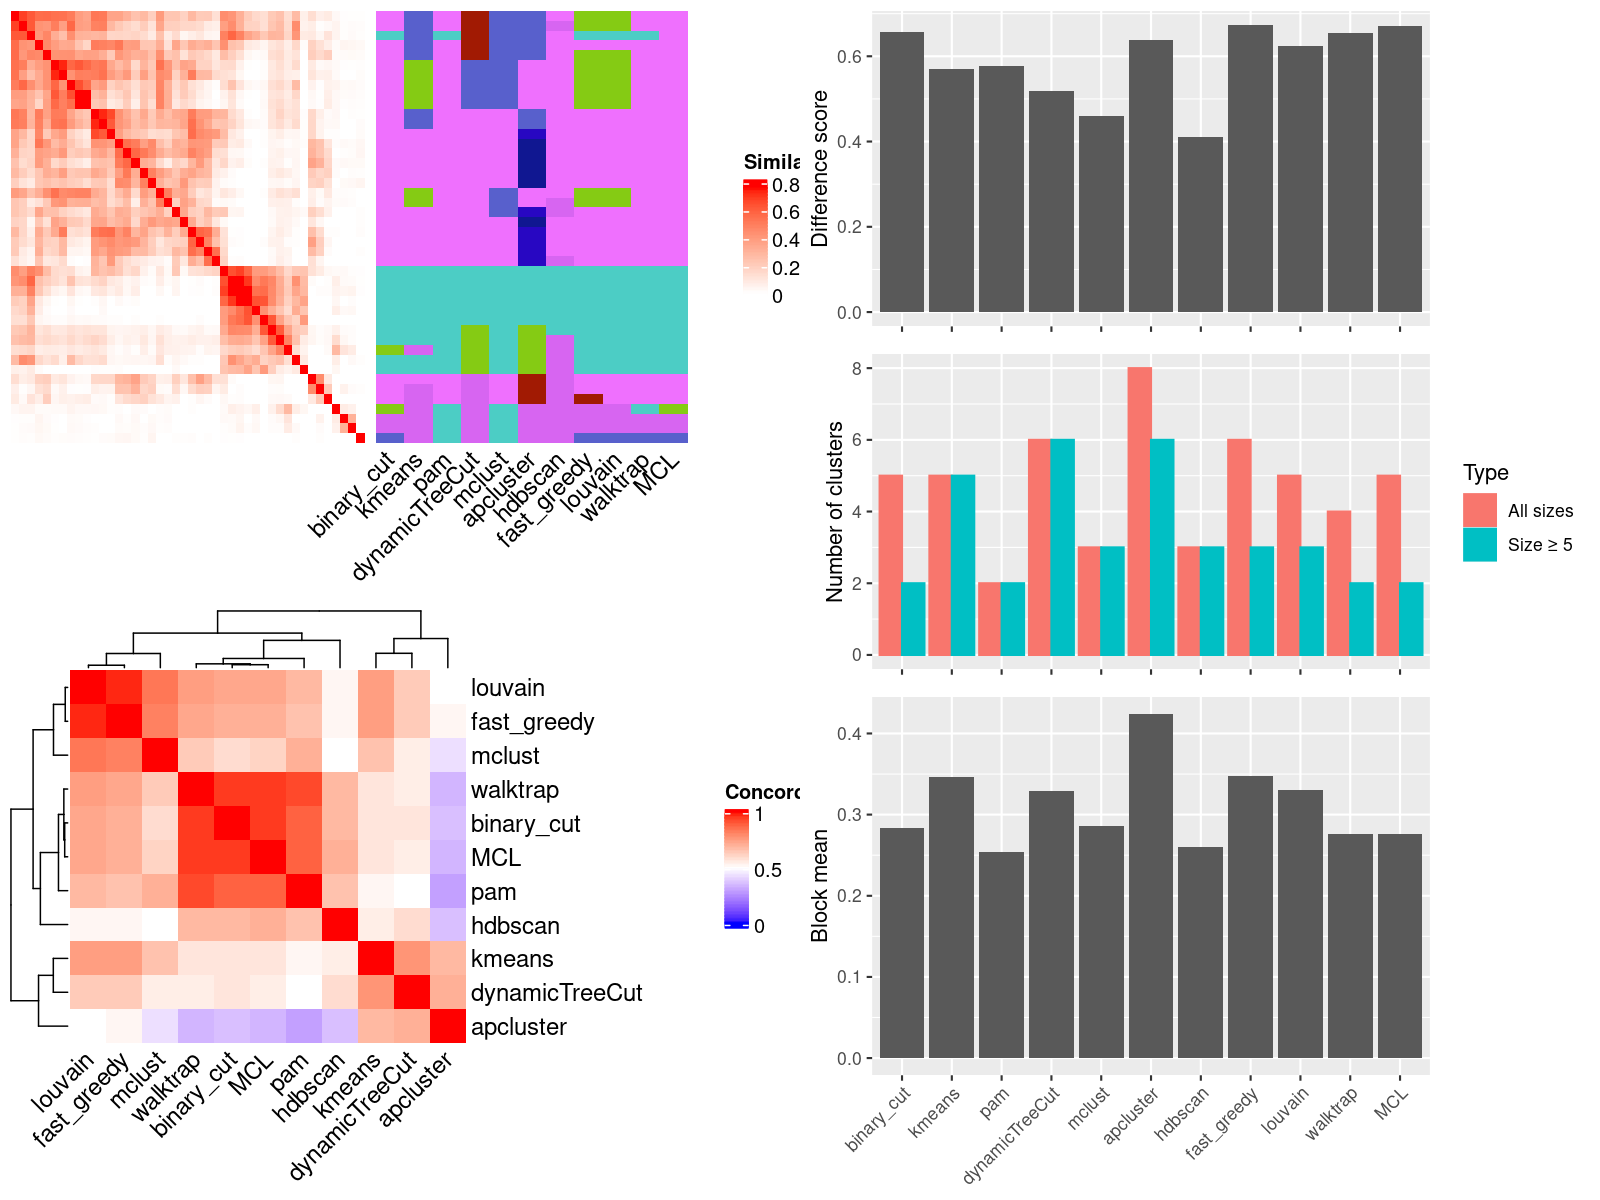 Simila
0.8
0.6
0.4
0.2
0
binary_cut
kmeans
pam
dynamicTreeCut
mclust
apcluster
hdbscan
fast_greedy
louvain
walktrap
MCL
louvain
fast_greedy
mclust
walktrap
binary_cut
MCL
pam
hdbscan
kmeans
dynamicTreeCut
apcluster
louvain
fast_greedy
mclust
walktrap
binary_cut
MCL
pam
hdbscan
kmeans
dynamicTreeCut
apcluster
Concord
1
0.5
0
Difference score
0.6
0.4
0.2
0.0
Number of clusters
8
6
4
2
0
Type
All sizes
Size ≥ 5
Block mean
0.4
0.3
0.2
0.1
0.0
binary_cut
kmeans
pam
dynamicTreeCut
mclust
apcluster
hdbscan
fast_greedy
louvain
walktrap
MCL